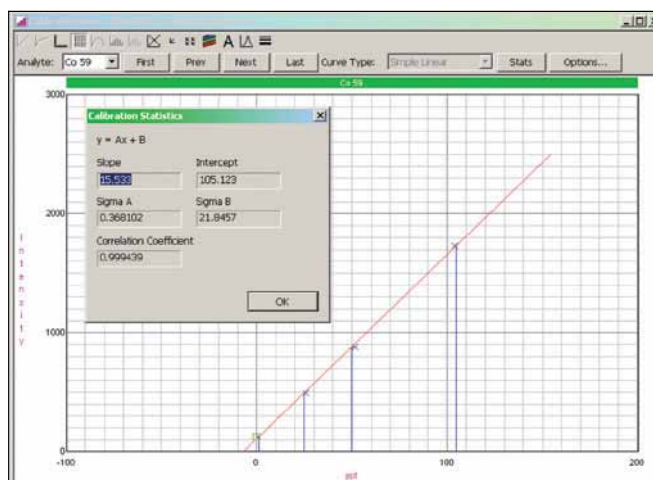 Analyte: Co 59 First Prev Next Last Curve Type: Simple Linear Stats Options...
Co 59
3000
Calibration Statistics
y = Ax + B
Slope Intercept
15.533 105.123
Sigma A Sigma B
0.368102 21.8457
Correlation Coefficient
0.999439
OK
2000
1000
0
Intensity
-100 0 100 200